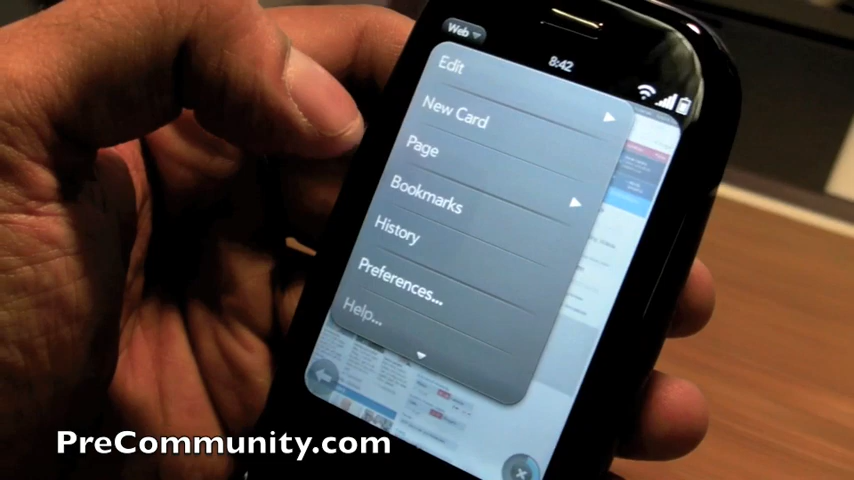 Web
8:42
Edit
New Card
Page
Bookmarks
History
Preferences...
Help...
PreCommunity.com